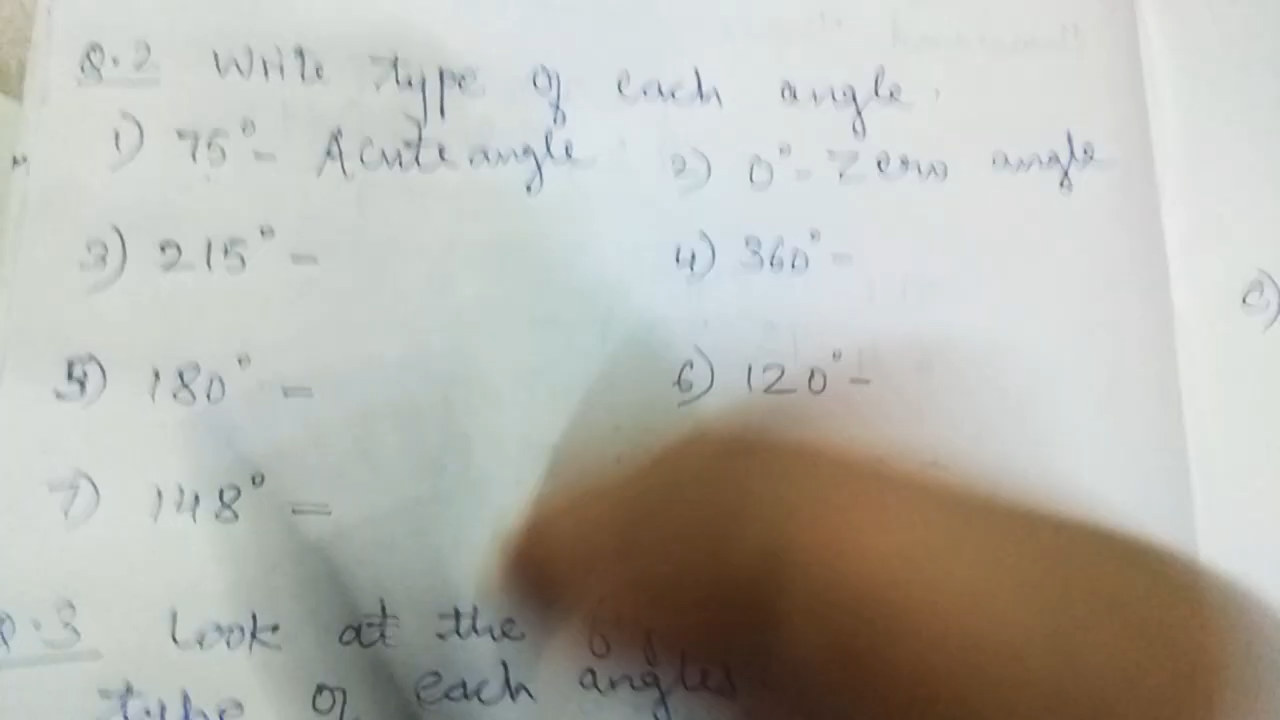 Q.2 Write type of each angle.
1) 75° - Acute angle 2) 0° - Zero angle
3) 215° - 4) 360° -
5) 180° - 6) 120° -
7) 148° -
Q.3 Look at the
type of each angles
c)